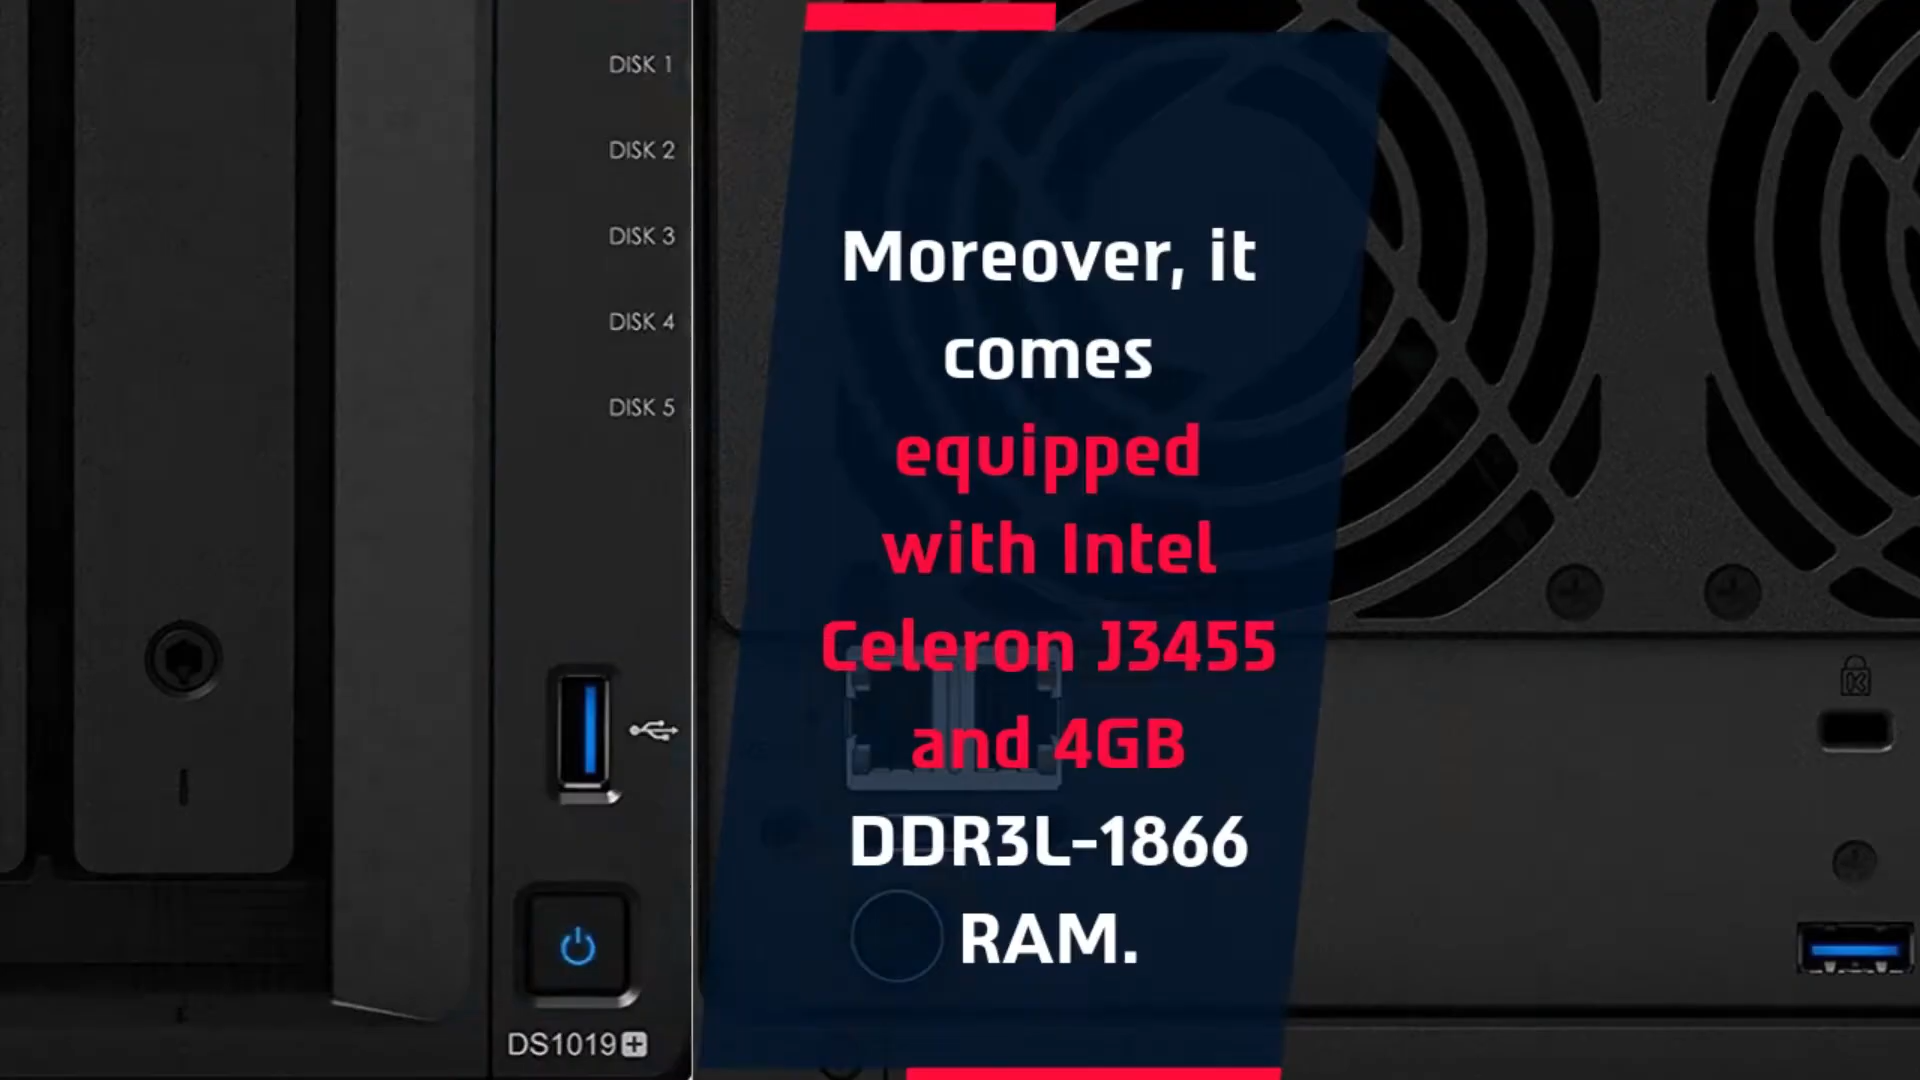 DISK 1
DISK 2
DISK 3
DISK 4
DISK 5
DS1019+
Moreover, it
comes
equipped
with Intel
Celeron J3455
and 4GB
DDR3L-1866
RAM.